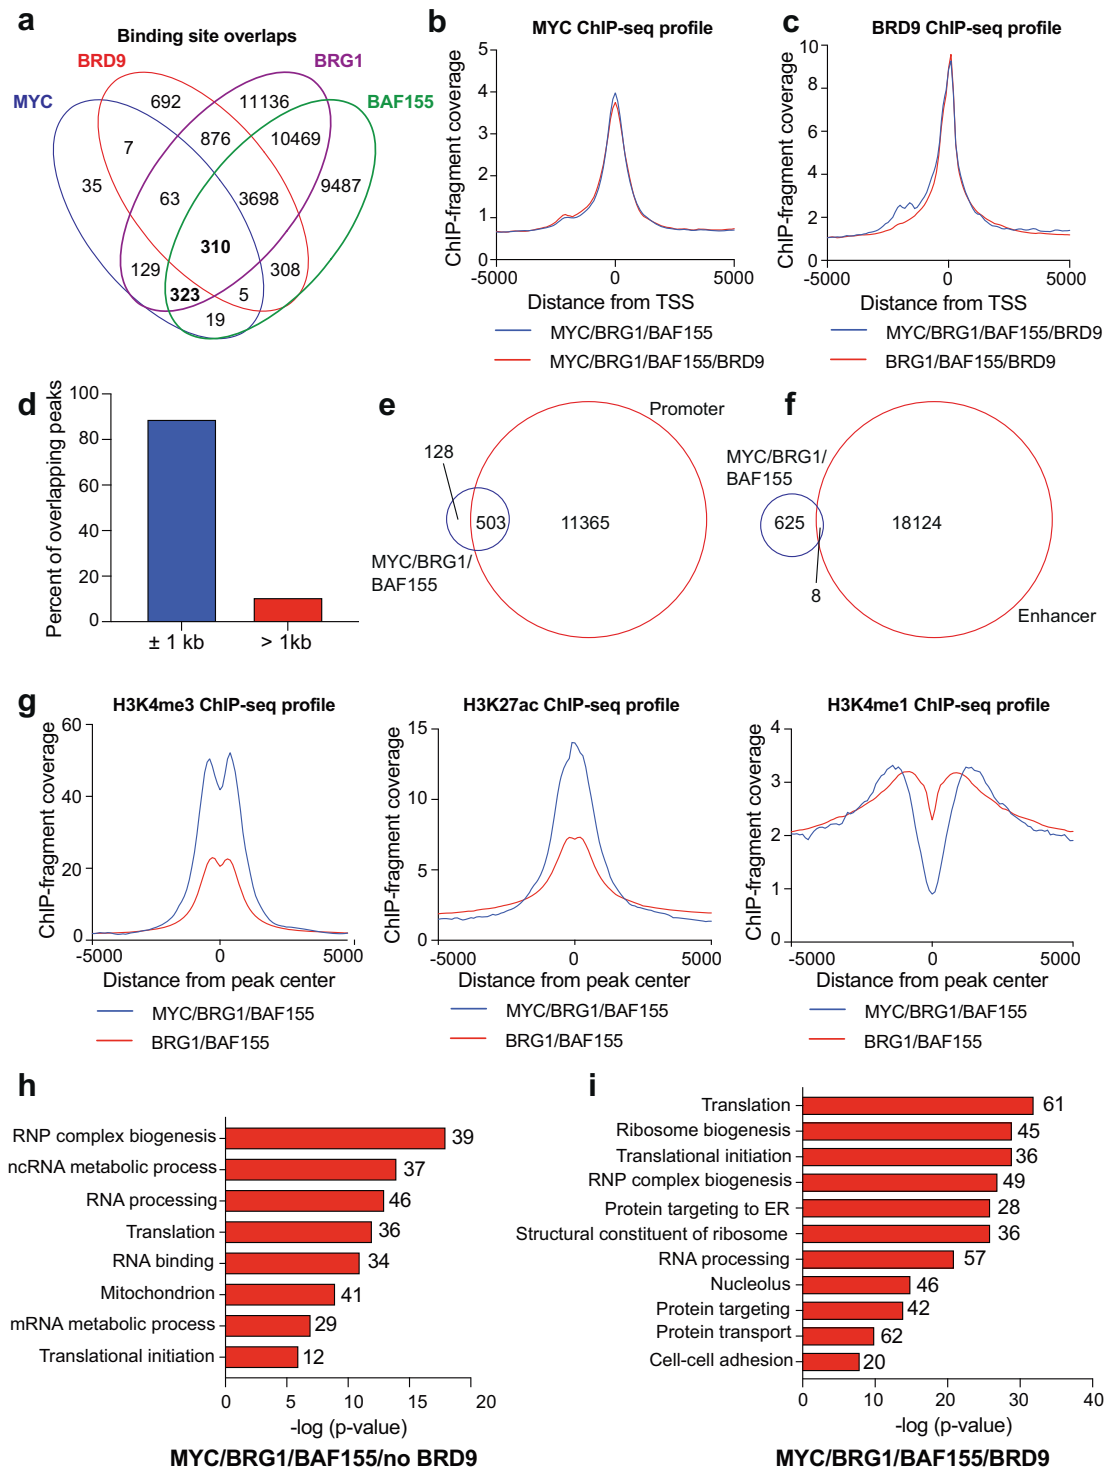 a
Binding site overlaps
BRD9
BRG1
MYC
BAF155
692
11136
7
876
10469
35
63
3698
9487
310
129
308
323
5
19
b
MYC ChIP-seq profile
ChIP-fragment coverage
5
4
3
2
1
0
-5000
0
5000
Distance from TSS
MYC/BRG1/BAF155
MYC/BRG1/BAF155/BRD9
c
BRD9 ChIP-seq profile
ChIP-fragment coverage
10
8
6
4
2
0
-5000
0
5000
Distance from TSS
MYC/BRG1/BAF155/BRD9
BRG1/BAF155/BRD9
d
Percent of overlapping peaks
100
80
60
40
20
0
± 1 kb
> 1kb
e
Promoter
128
503
11365
MYC/BRG1/
BAF155
f
MYC/BRG1/
BAF155
625
18124
8
Enhancer
g
H3K4me3 ChIP-seq profile
ChIP-fragment coverage
60
40
20
0
-5000
0
5000
Distance from peak center
MYC/BRG1/BAF155
BRG1/BAF155
H3K27ac ChIP-seq profile
ChIP-fragment coverage
15
10
5
0
-5000
0
5000
Distance from peak center
MYC/BRG1/BAF155
BRG1/BAF155
H3K4me1 ChIP-seq profile
ChIP-fragment coverage
4
3
2
1
0
-5000
0
5000
Distance from peak center
MYC/BRG1/BAF155
BRG1/BAF155
h
RNP complex biogenesis 39
ncRNA metabolic process 37
RNA processing 46
Translation 36
RNA binding 34
Mitochondrion 41
mRNA metabolic process 29
Translational initiation 12
0 5 10 15 20
-log (p-value)
MYC/BRG1/BAF155/no BRD9
i
Translation 61
Ribosome biogenesis 45
Translational initiation 36
RNP complex biogenesis 49
Protein targeting to ER 28
Structural constituent of ribosome 36
RNA processing 57
Nucleolus 46
Protein targeting 42
Protein transport 62
Cell-cell adhesion 20
0 10 20 30 40
-log (p-value)
MYC/BRG1/BAF155/BRD9